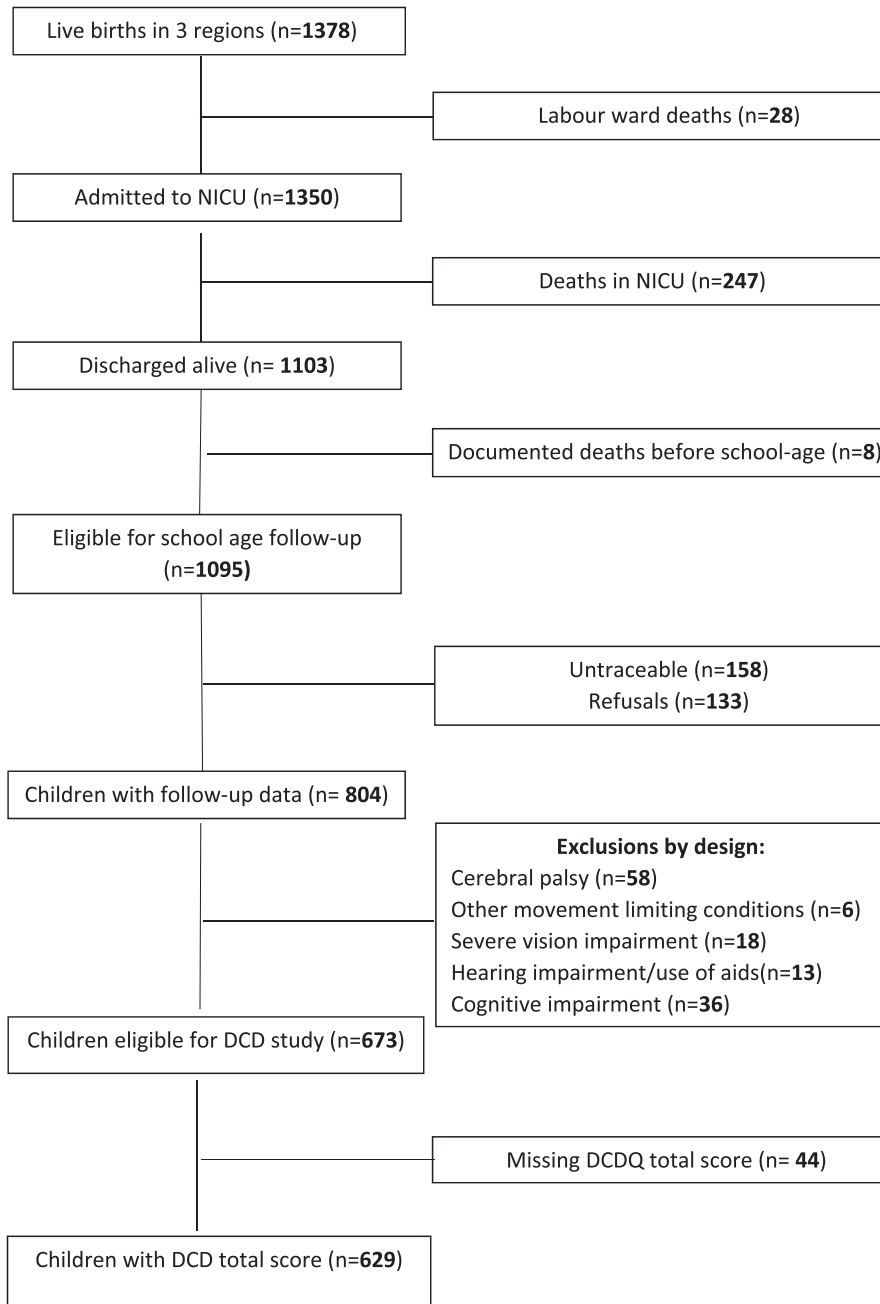 Live births in 3 regions (n=1378)
Labour ward deaths (n=28)
Admitted to NICU (n=1350)
Deaths in NICU (n=247)
Discharged alive (n= 1103)
Documented deaths before school-age (n=8)
Eligible for school age follow-up
(n=1095)
Untraceable (n=158)
Refusals (n=133)
Children with follow-up data (n= 804)
Exclusions by design:
Cerebral palsy (n=58)
Other movement limiting conditions (n=6)
Severe vision impairment (n=18)
Hearing impairment/use of aids(n=13)
Cognitive impairment (n=36)
Children eligible for DCD study (n=673)
Missing DCDQ total score (n= 44)
Children with DCD total score (n=629)